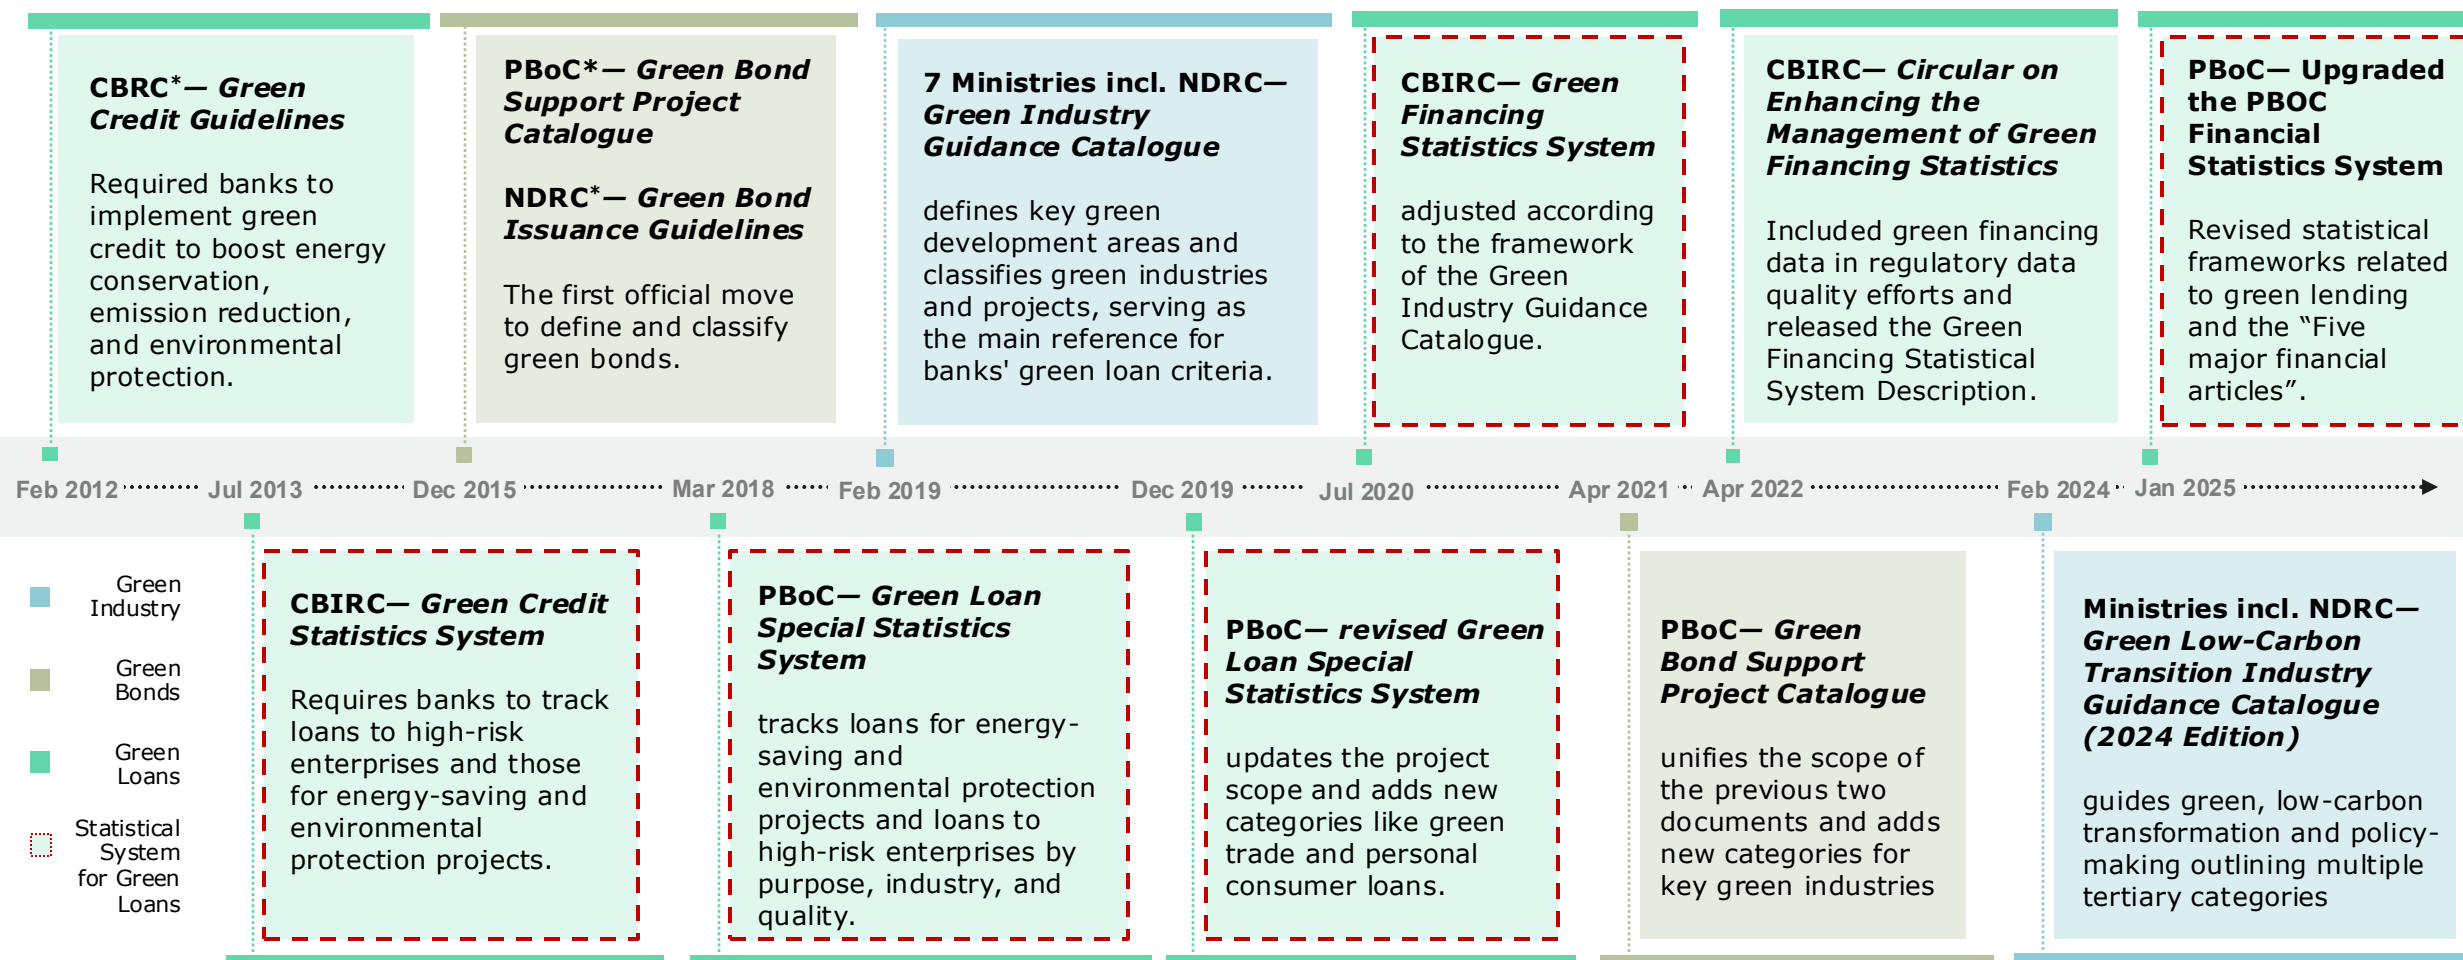 CBRC*— Green
Credit Guidelines
Required banks to
implement green
credit to boost energy
conservation,
emission reduction,
and environmental
protection.
PBoC*— Green Bond
Support Project
Catalogue
NDRC*— Green Bond
Issuance Guidelines
The first official move
to define and classify
green bonds.
7 Ministries incl. NDRC—
Green Industry
Guidance Catalogue
defines key green
development areas and
classifies green industries
and projects, serving as
the main reference for
banks' green loan criteria.
CBIRC— Green
Financing
Statistics System
adjusted according
to the framework
of the Green
Industry Guidance
Catalogue.
CBIRC— Circular on
Enhancing the
Management of Green
Financing Statistics
Included green financing
data in regulatory data
quality efforts and
released the Green
Financing Statistical
System Description.
PBoC— Upgraded
the PBOC
Financial
Statistics System
Revised statistical
frameworks related
to green lending
and the “Five
major financial
articles”.
Feb 2012
Jul 2013
Dec 2015
Mar 2018
Feb 2019
Dec 2019
Jul 2020
Apr 2021
Apr 2022
Feb 2024
Jan 2025
Green
Industry
Green
Bonds
Green
Loans
Statistical
System
for Green
Loans
CBIRC— Green Credit
Statistics System
Requires banks to track
loans to high-risk
enterprises and those
for energy-saving and
environmental
protection projects.
PBoC— Green Loan
Special Statistics
System
tracks loans for energy-
saving and
environmental protection
projects and loans to
high-risk enterprises by
purpose, industry, and
quality.
PBoC— revised Green
Loan Special
Statistics System
updates the project
scope and adds new
categories like green
trade and personal
consumer loans.
PBoC— Green
Bond Support
Project Catalogue
unifies the scope of
the previous two
documents and adds
new categories for
key green industries
Ministries incl. NDRC—
Green Low-Carbon
Transition Industry
Guidance Catalogue
(2024 Edition)
guides green, low-carbon
transformation and policy-
making outlining multiple
tertiary categories